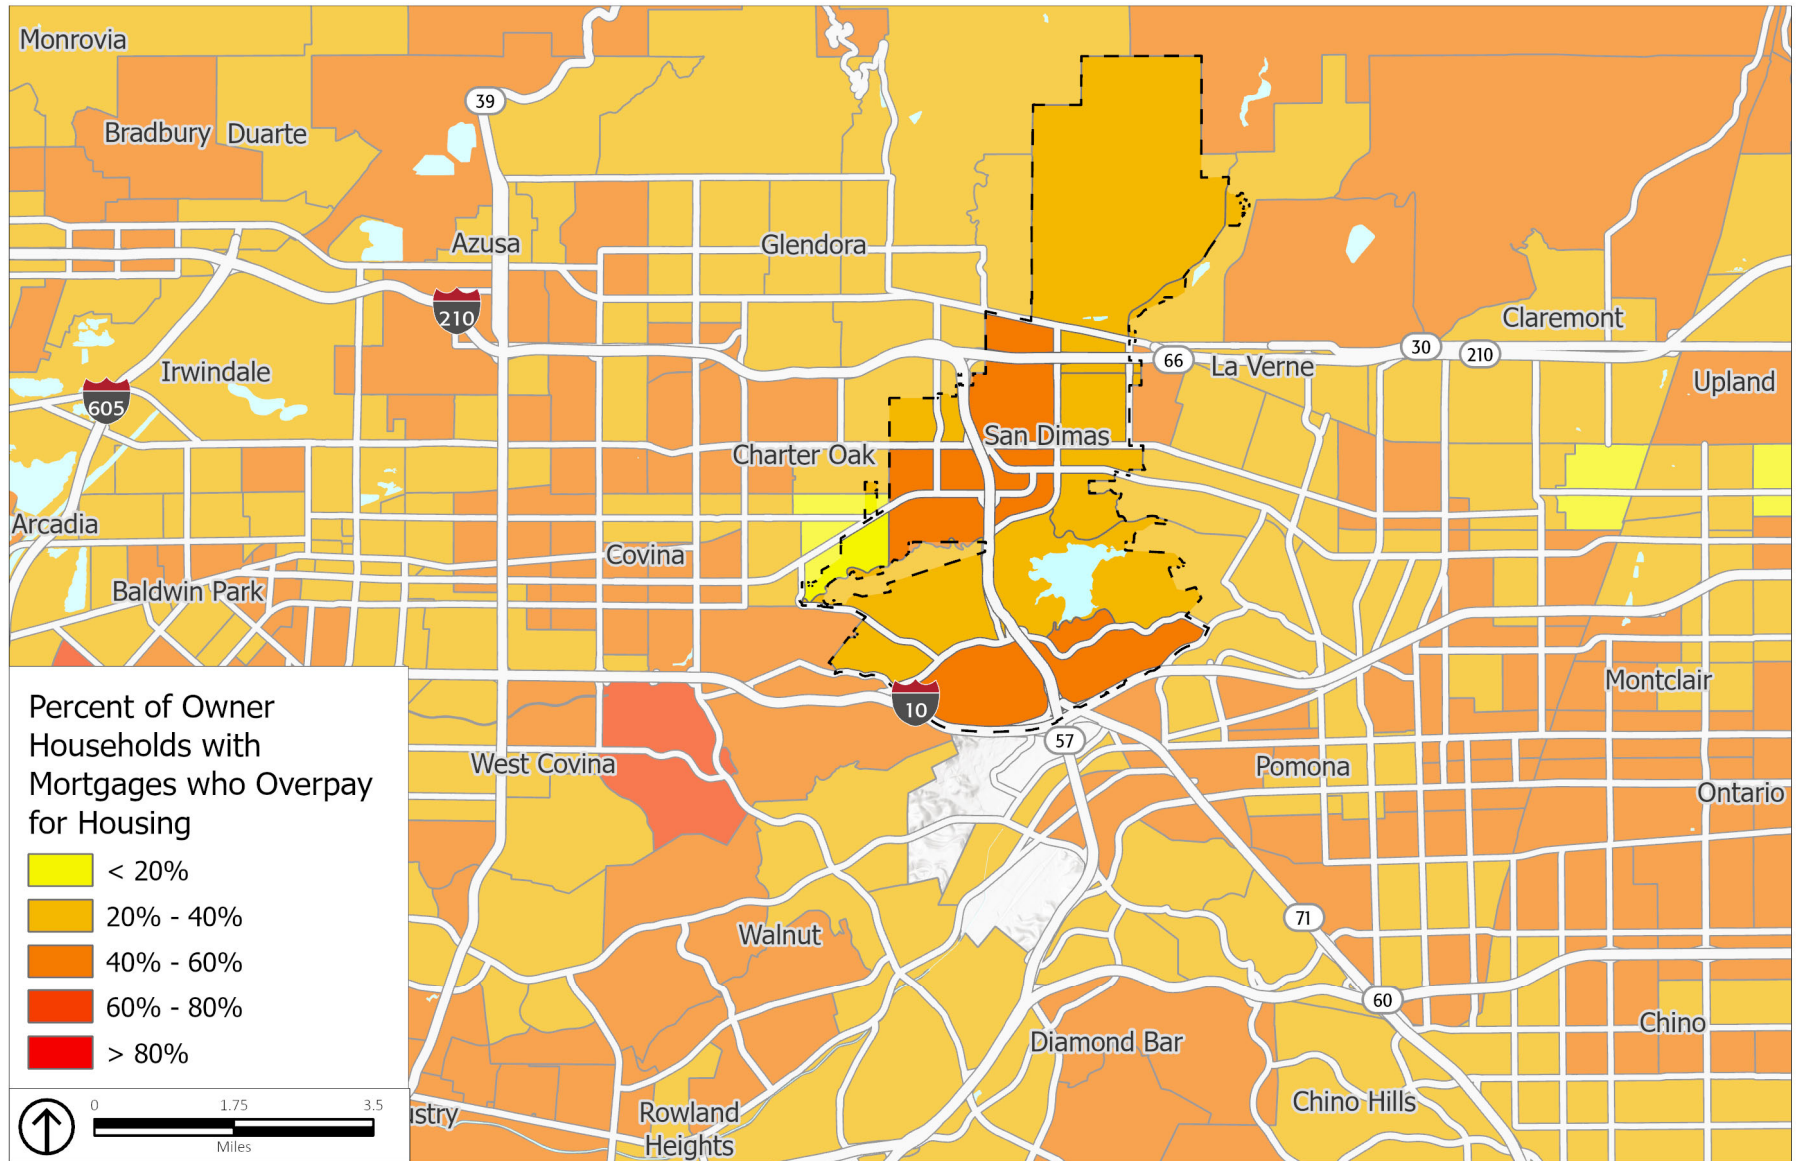 Monrovia
39
Bradbury
Duarte
Azusa
Glendora
210
Claremont
Irwindale
66
La Verne
30
210
Upland
605
San Dimas
Charter Oak
Arcadia
Covina
Baldwin Park
10
57
Montclair
West Covina
Pomona
Ontario
Walnut
71
60
Diamond Bar
Chino
Chino Hills
Rowland
Heights
ustry
Percent of Owner
Households with
Mortgages who Overpay
for Housing
< 20%
20% - 40%
40% - 60%
60% - 80%
> 80%
0 1.75 3.5
Miles